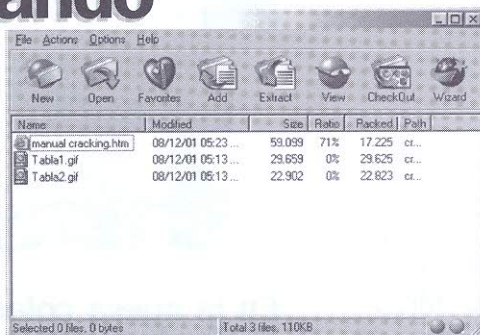 ando
File Actions Options Help
New Open Favorites Add Extract View CheckOut Wizard
Name Modified Size Ratio Packed Path
manual cracking.htm 08/12/01 05:23 ... 59.099 71% 17.225 cr...
Tabla1.gif 08/12/01 05:13 ... 29.659 0% 29.625 cr...
Tabla2.gif 08/12/01 05:13 ... 22.902 0% 22.823 cr...
Selected 0 files, 0 bytes Total 3 files, 110KB